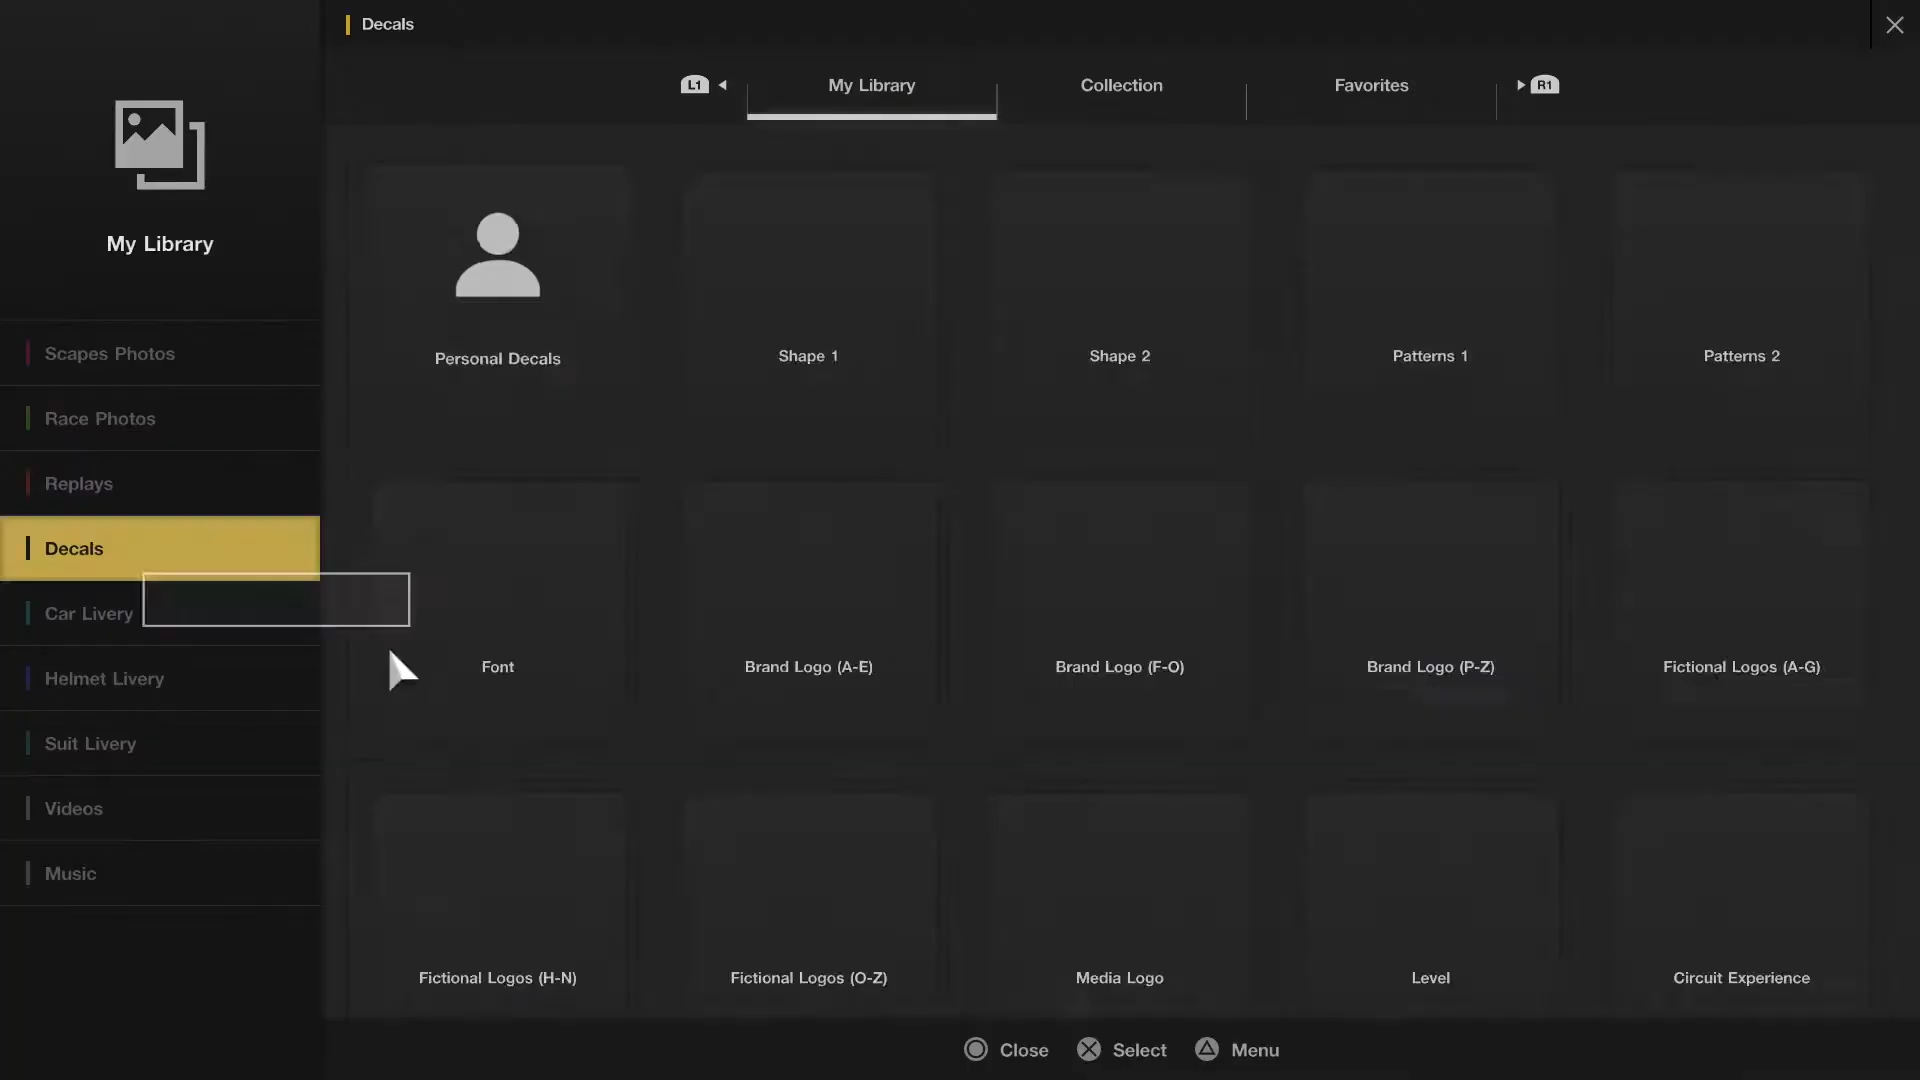 Decals
L1
My Library
Collection
Favorites
R1
My Library
Scapes Photos
Race Photos
Replays
Decals
Car Livery
Helmet Livery
Suit Livery
Videos
Music
Personal Decals
Shape 1
Shape 2
Patterns 1
Patterns 2
Font
Brand Logo (A-E)
Brand Logo (F-O)
Brand Logo (P-Z)
Fictional Logos (A-G)
Fictional Logos (H-N)
Fictional Logos (O-Z)
Media Logo
Level
Circuit Experience
Close
Select
Menu